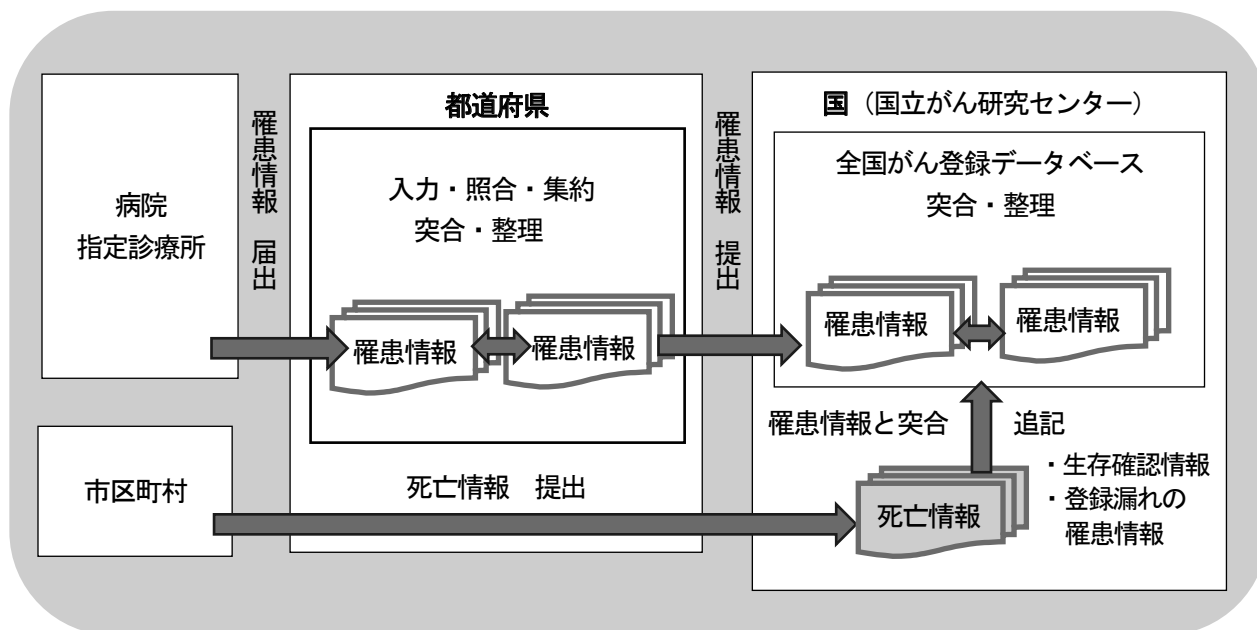 病院
指定診療所
罹患情報 届出
都道府県
入力・照合・集約
突合・整理
罹患情報
罹患情報
罹患情報 提出
国（国立がん研究センター）
全国がん登録データベース
突合・整理
罹患情報
罹患情報
罹患情報と突合
追記
・生存確認情報
・登録漏れの
罹患情報
市区町村
死亡情報 提出
死亡情報